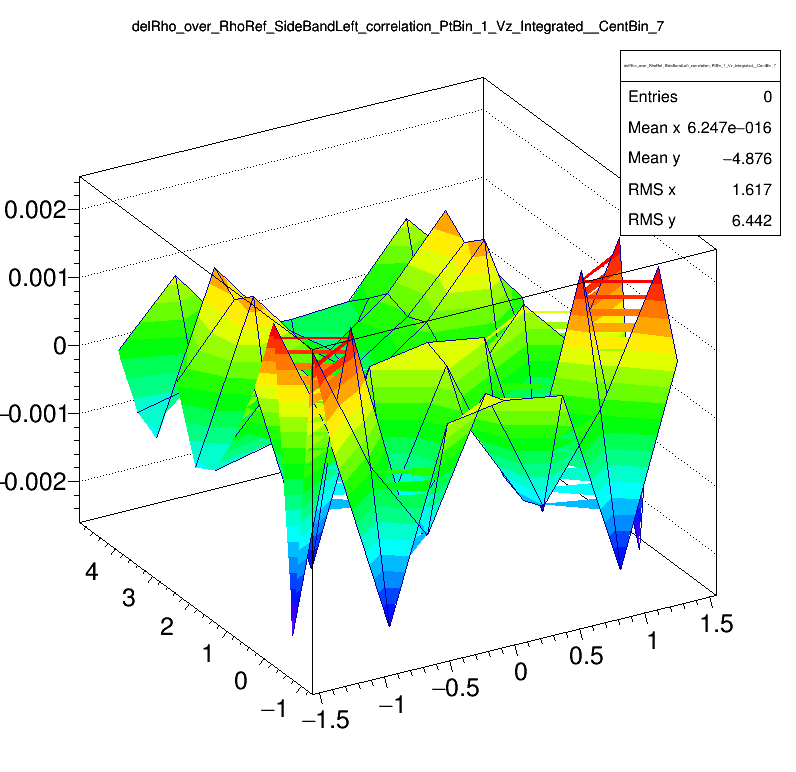 delRho_over_RhoRef_SideBandLeft_correlation_PtBin_1_Vz_Integrated__CentBin_7
delRho_over_RhoRef_SideBandLeft_correlation_PtBin_1_Vz_Integrated__CentBin_7
Entries 0
Mean x 6.247e−016
Mean y −4.876
RMS x 1.617
RMS y 6.442
0.002
0.001
0
−0.001
−0.002
4
3
2
1
0
−1
−1.5
−1
−0.5
0
0.5
1
1.5